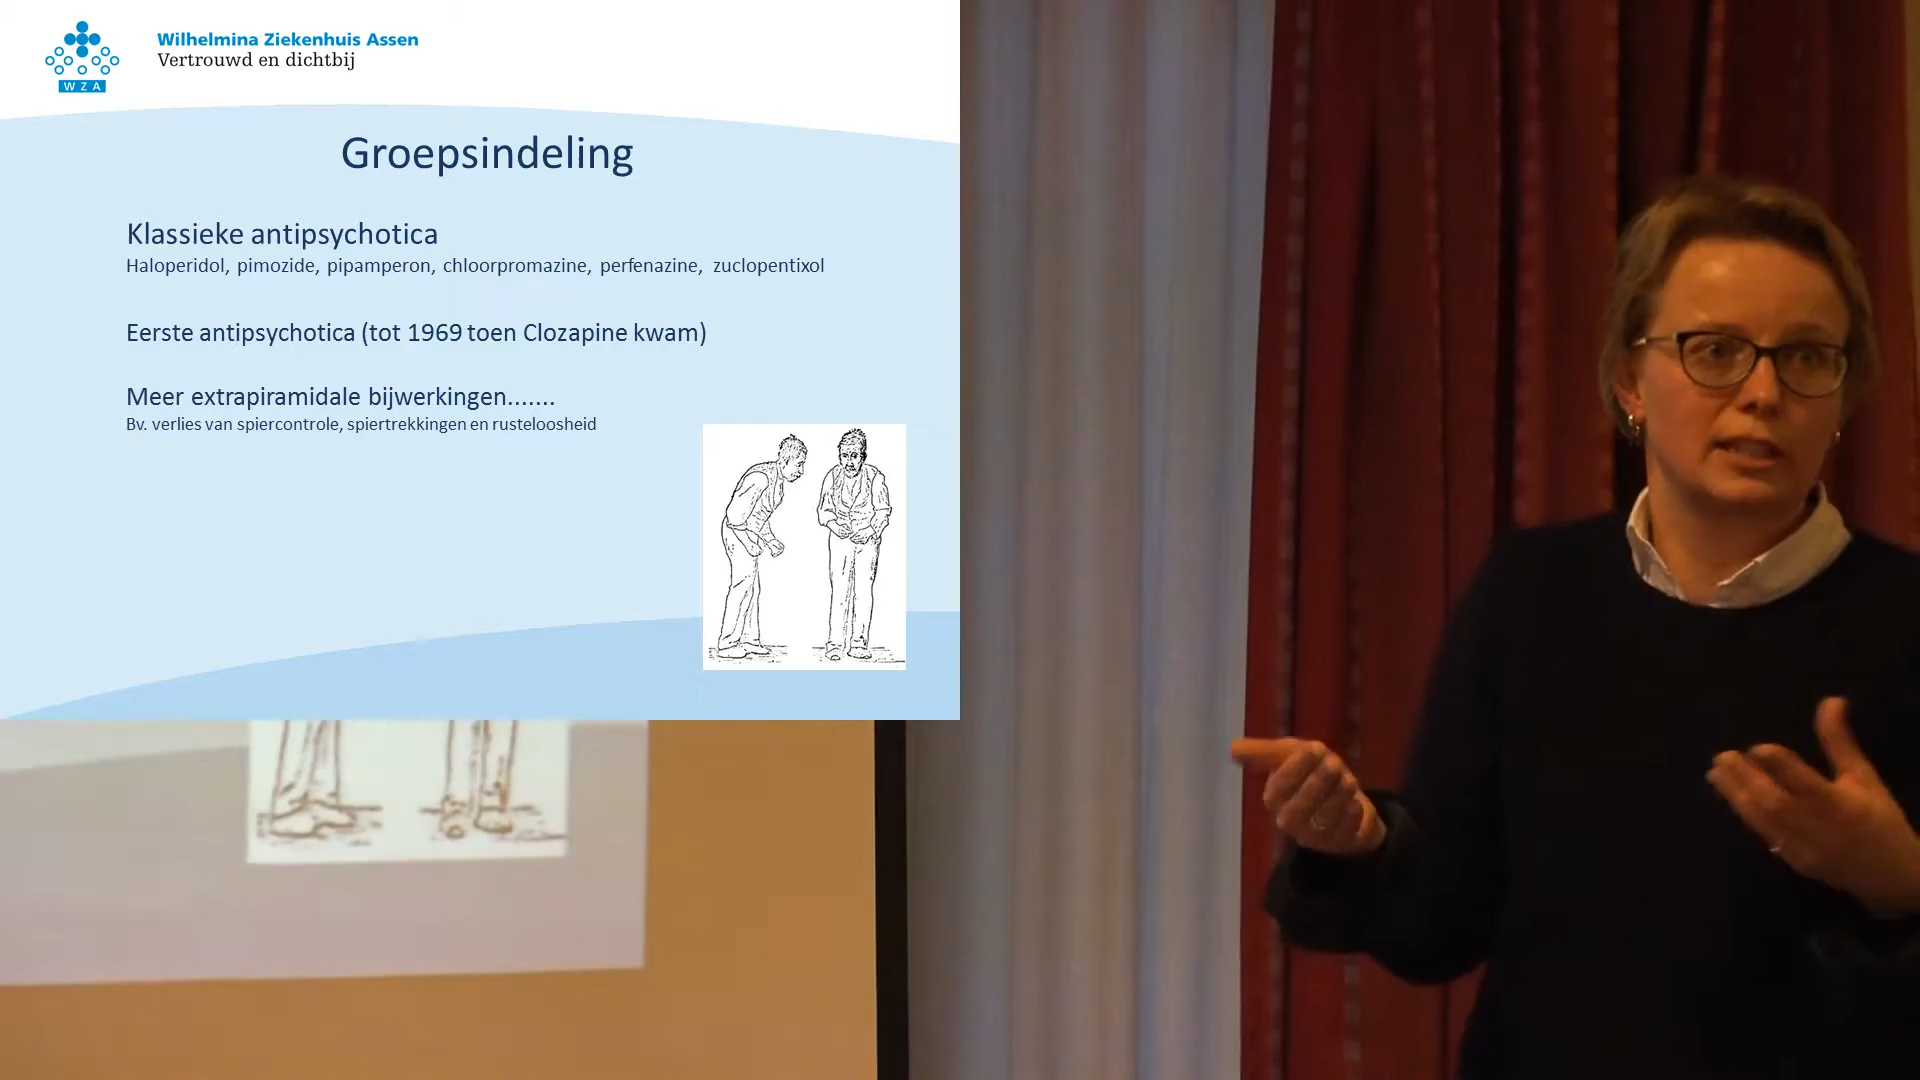 Wilhelmina Ziekenhuis Assen
Vertrouwd en dichtbij
WZA
Groepsindeling
Klassieke antipsychotica
Haloperidol, pimozide, pipamperon, chloorpromazine, perfenazine, zuclopentixol
Eerste antipsychotica (tot 1969 toen Clozapine kwam)
Meer extrapiramidale bijwerkingen.......
Bv. verlies van spiercontrole, spiertrekkingen en rusteloosheid